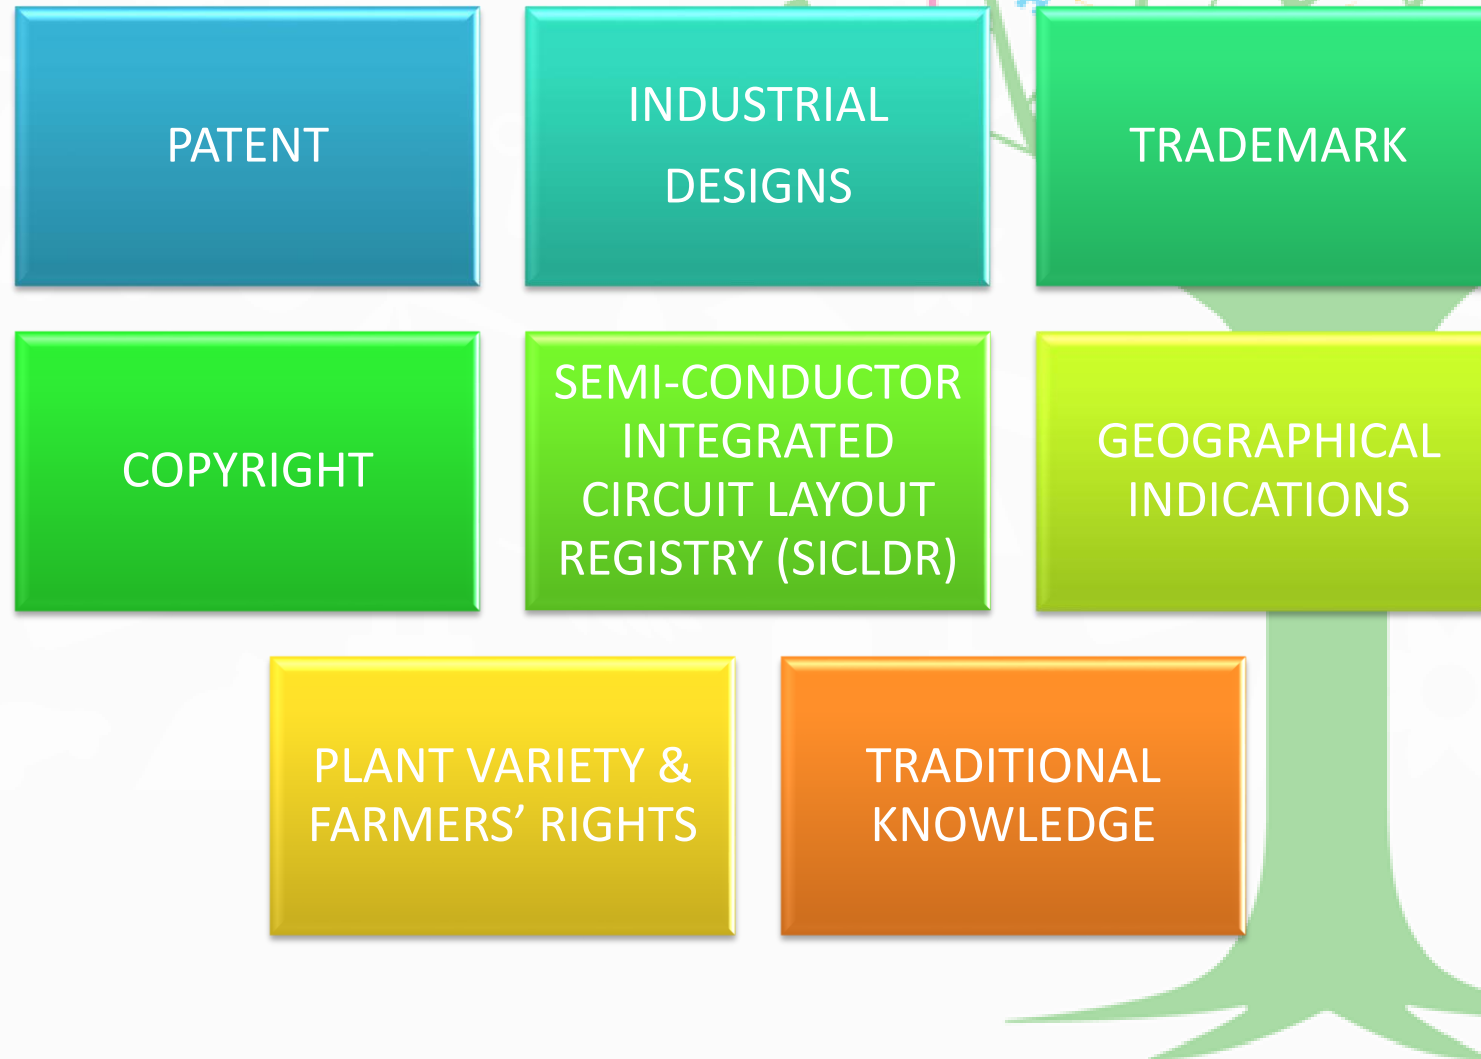 PATENT
INDUSTRIAL
DESIGNS
TRADEMARK
COPYRIGHT
SEMI-CONDUCTOR
INTEGRATED
CIRCUIT LAYOUT
REGISTRY (SICLDR)
GEOGRAPHICAL
INDICATIONS
PLANT VARIETY &
FARMERS’ RIGHTS
TRADITIONAL
KNOWLEDGE